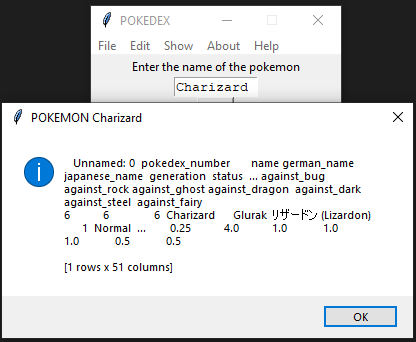 POKEDEX
File Edit Show About Help
Enter the name of the pokemon
Charizard
POKEMON Charizard
Unnamed: 0 pokedex_number name german_name
japanese_name generation status ... against_bug
against_rock against_ghost against_dragon against_dark
against_steel against_fairy
6 6 6 Charizard Glurak リザードン (Lizardon)
1 Normal ... 0.25 4.0 1.0 1.0
1.0 0.5 0.5
[1 rows x 51 columns]
OK